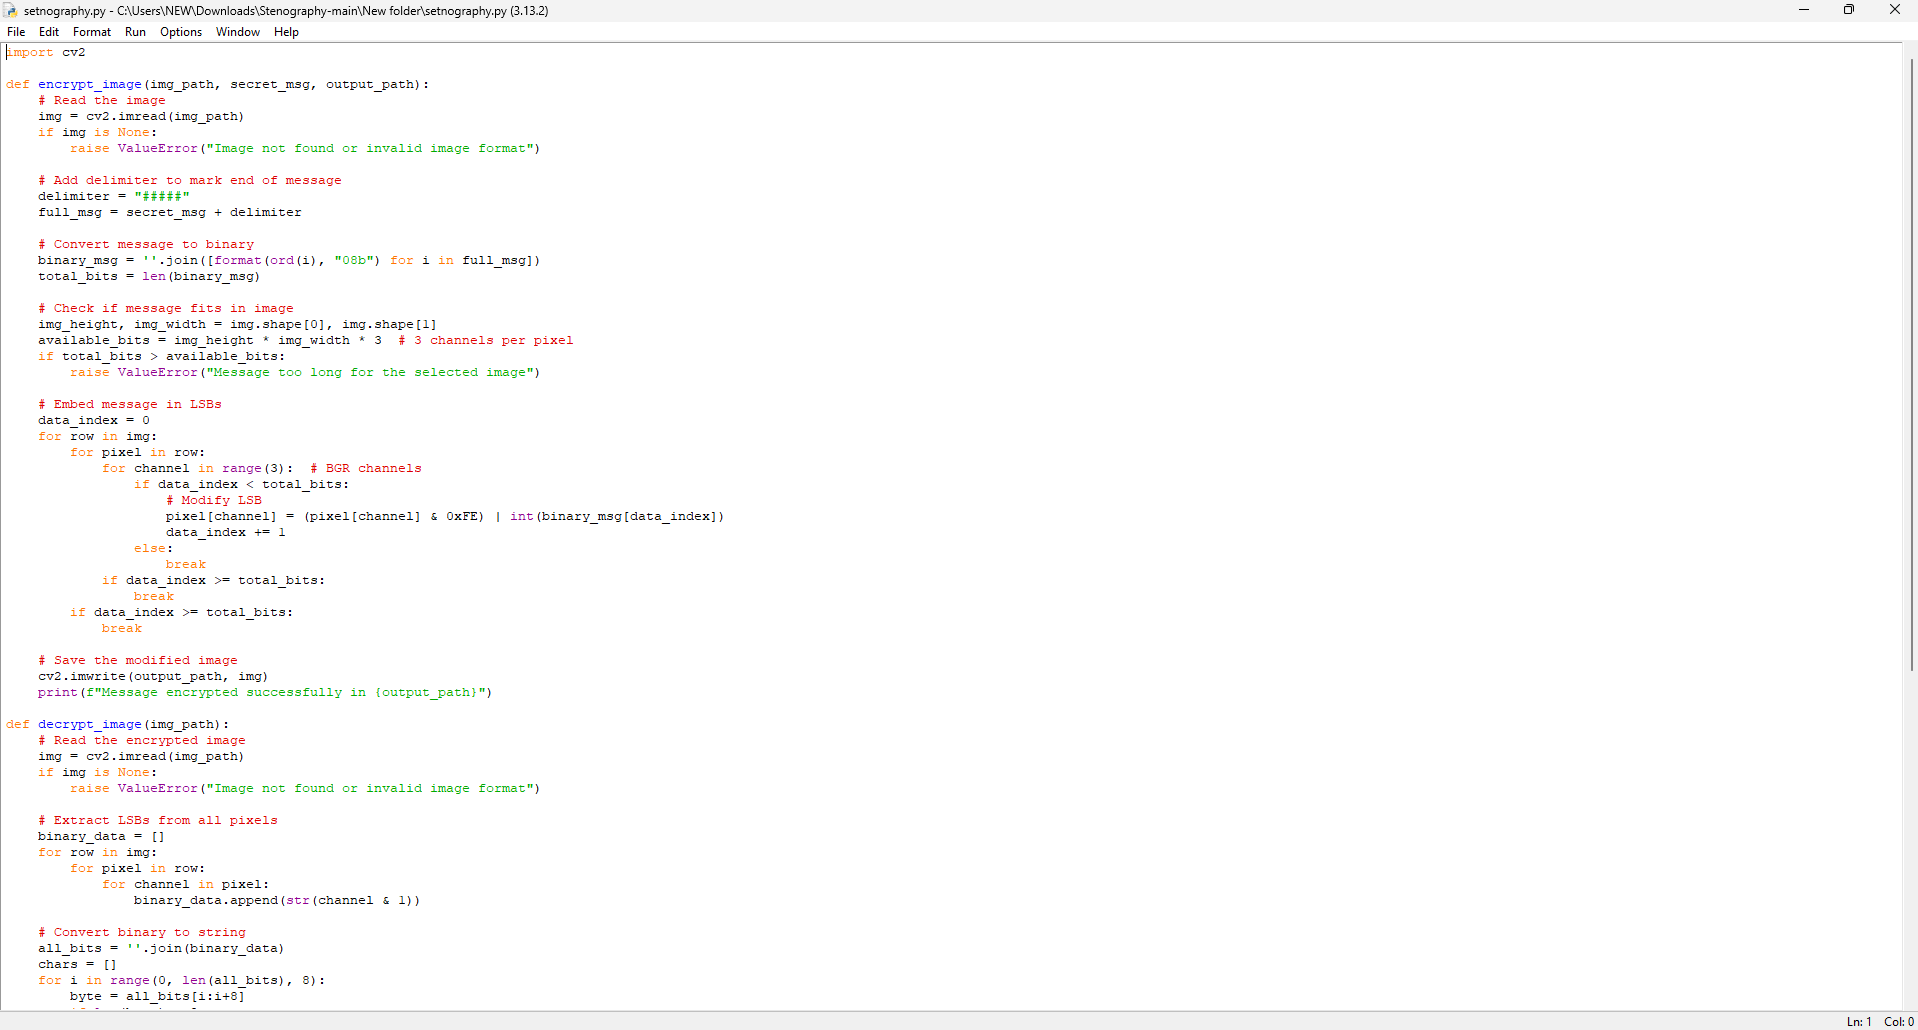 setnography.py - C:\Users\NEW\Downloads\Stenography-main\New folder\setnography.py (3.13.2)
File Edit Format Run Options Window Help
import cv2

def encrypt_image(img_path, secret_msg, output_path):
    # Read the image
    img = cv2.imread(img_path)
    if img is None:
        raise ValueError("Image not found or invalid image format")

    # Add delimiter to mark end of message
    delimiter = "#####"
    full_msg = secret_msg + delimiter

    # Convert message to binary
    binary_msg = ''.join([format(ord(i), "08b") for i in full_msg])
    total_bits = len(binary_msg)

    # Check if message fits in image
    img_height, img_width = img.shape[0], img.shape[1]
    available_bits = img_height * img_width * 3  # 3 channels per pixel
    if total_bits > available_bits:
        raise ValueError("Message too long for the selected image")

    # Embed message in LSBs
    data_index = 0
    for row in img:
        for pixel in row:
            for channel in range(3):  # BGR channels
                if data_index < total_bits:
                    # Modify LSB
                    pixel[channel] = (pixel[channel] & 0xFE) | int(binary_msg[data_index])
                    data_index += 1
                else:
                    break
            if data_index >= total_bits:
                break
        if data_index >= total_bits:
            break

    # Save the modified image
    cv2.imwrite(output_path, img)
    print(f"Message encrypted successfully in {output_path}")

def decrypt_image(img_path):
    # Read the encrypted image
    img = cv2.imread(img_path)
    if img is None:
        raise ValueError("Image not found or invalid image format")

    # Extract LSBs from all pixels
    binary_data = []
    for row in img:
        for pixel in row:
            for channel in pixel:
                binary_data.append(str(channel & 1))

    # Convert binary to string
    all_bits = ''.join(binary_data)
    chars = []
    for i in range(0, len(all_bits), 8):
        byte = all_bits[i:i+8]
Ln: 1 Col: 0